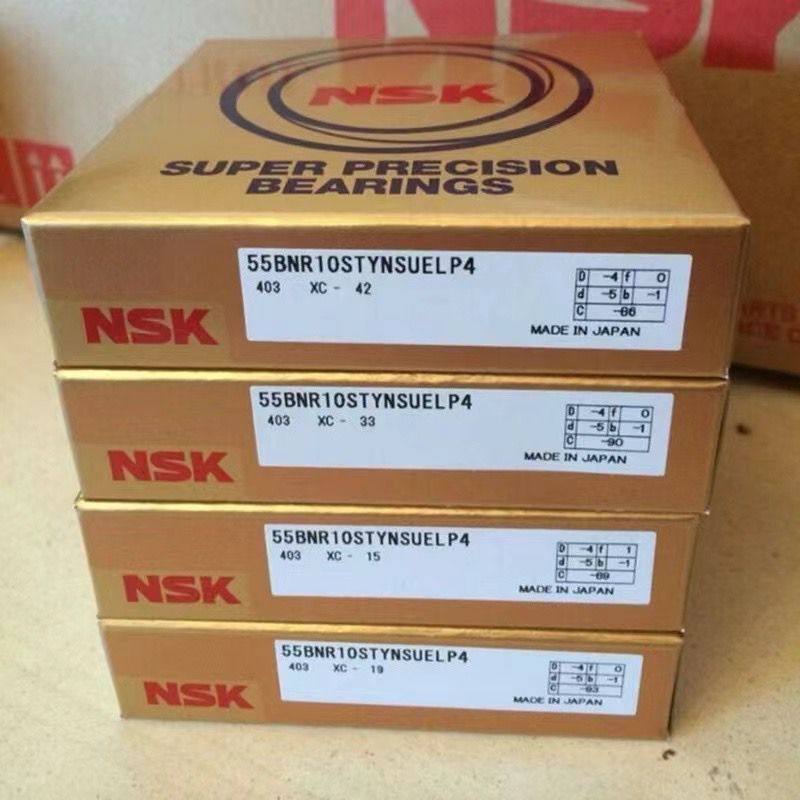 NSK
NSK
SUPER PRECISION
BEARINGS
55BNR10STYNSUELP4
403 XC - 42
D -4 f 0
d -5 b -1
C -86
MADE IN JAPAN
NSK
55BNR10STYNSUELP4
403 XC - 33
D -4 f 0
d -5 b -1
C -90
MADE IN JAPAN
NSK
55BNR10STYNSUELP4
403 XC - 15
D -4 f 1
d -5 b -1
C -89
MADE IN JAPAN
NSK
55BNR10STYNSUELP4
403 XC - 19
D -4 f 0
d -5 b -1
C -83
MADE IN JAPAN
NSK